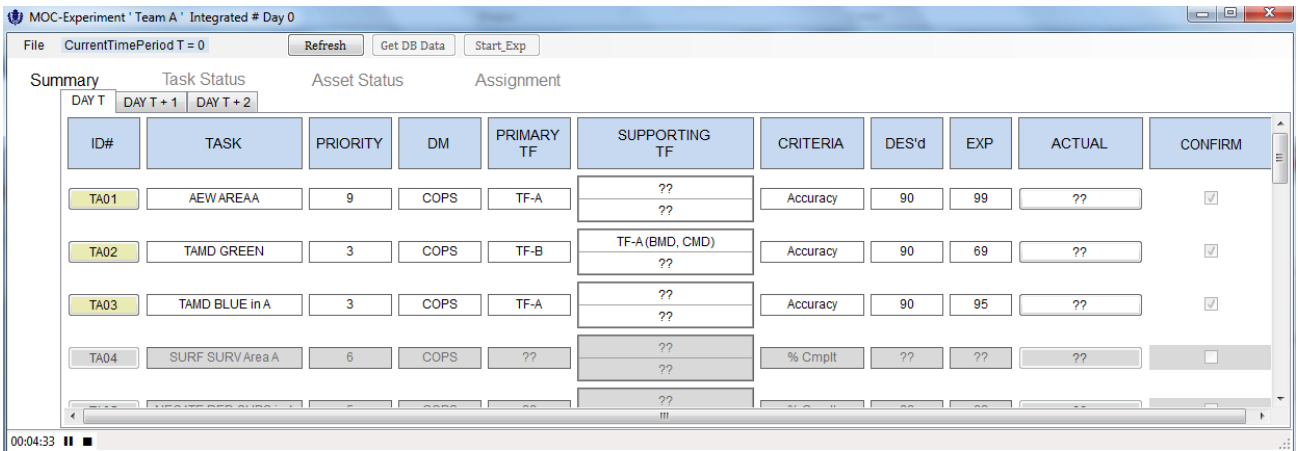 MOC-Experiment ' Team A '  Integrated # Day 0
File CurrentTimePeriod T = 0 Refresh Get DB Data Start_Exp
Summary Task Status Asset Status Assignment
DAY T DAY T + 1 DAY T + 2
ID# TASK PRIORITY DM PRIMARY TF SUPPORTING TF CRITERIA DES'd EXP ACTUAL CONFIRM
??
TA01 AEW AREAA 9 COPS TF-A Accuracy 90 99 ??
??
TF-A (BMD, CMD)
TA02 TAMD GREEN 3 COPS TF-B Accuracy 90 69 ??
??
??
TA03 TAMD BLUE in A 3 COPS TF-A Accuracy 90 95 ??
??
??
TA04 SURF SURV Area A 6 COPS ?? % Cmplt ?? ?? ??
??
??
00:04:33